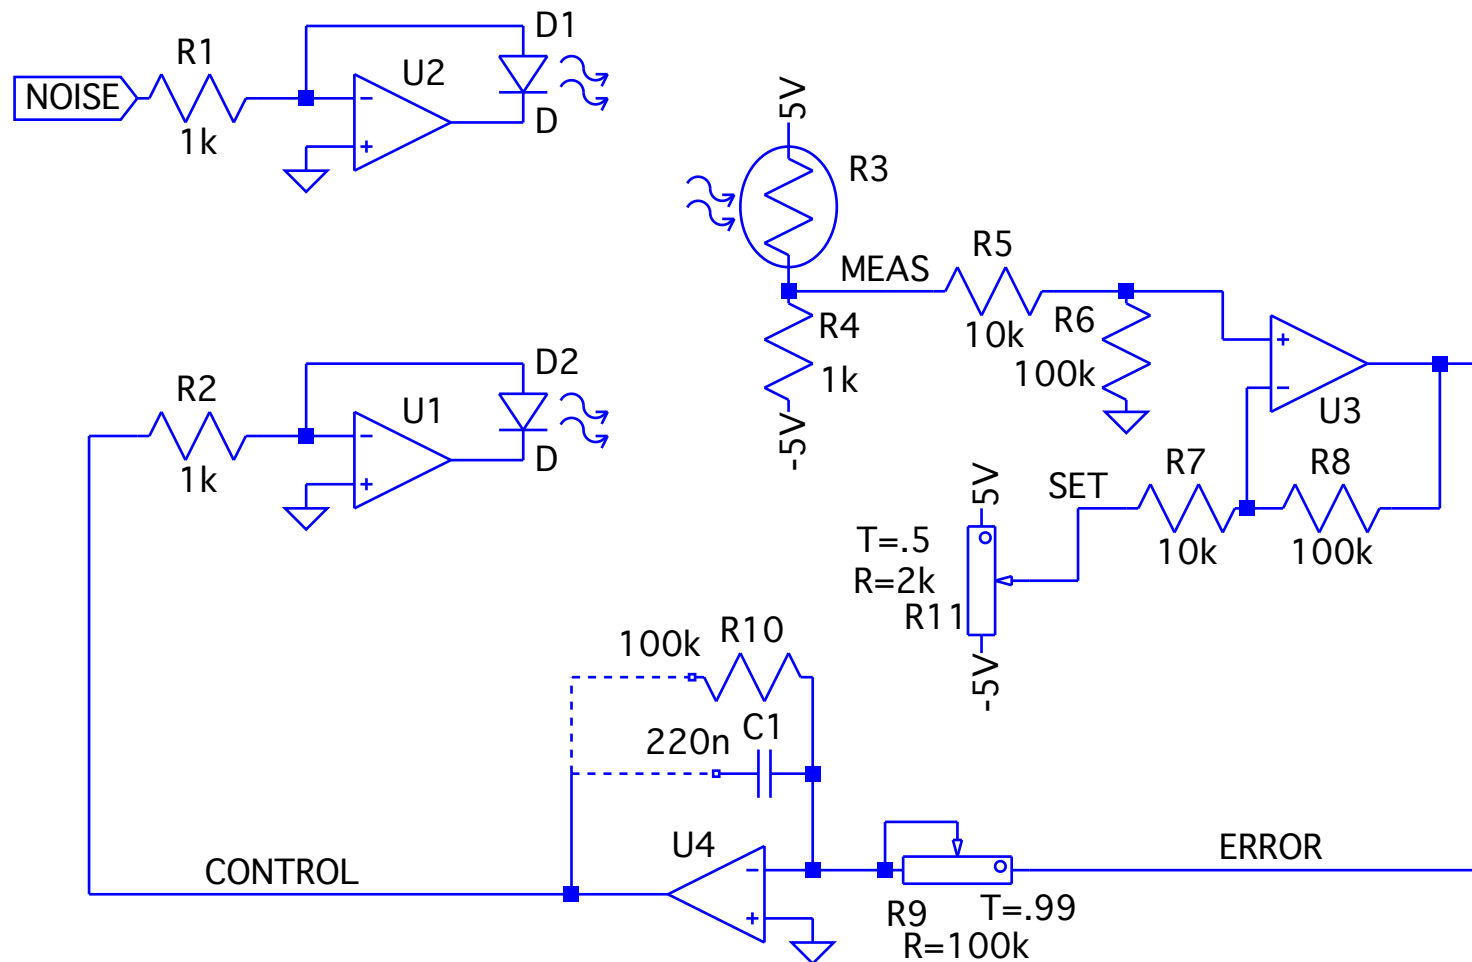 D1
R1
U2
NOISE
D
1k
5V
R3
R5
MEAS
R4
10k
R6
1k
100k
-5V
D2
R2
U1
D
1k
U3
R7
R8
SET
5V
10k
100k
T=.5
R=2k
R11
-5V
R10
100k
C1
220n
U4
ERROR
CONTROL
R9
T=.99
R=100k
+
-
+
-
+
-
-
+